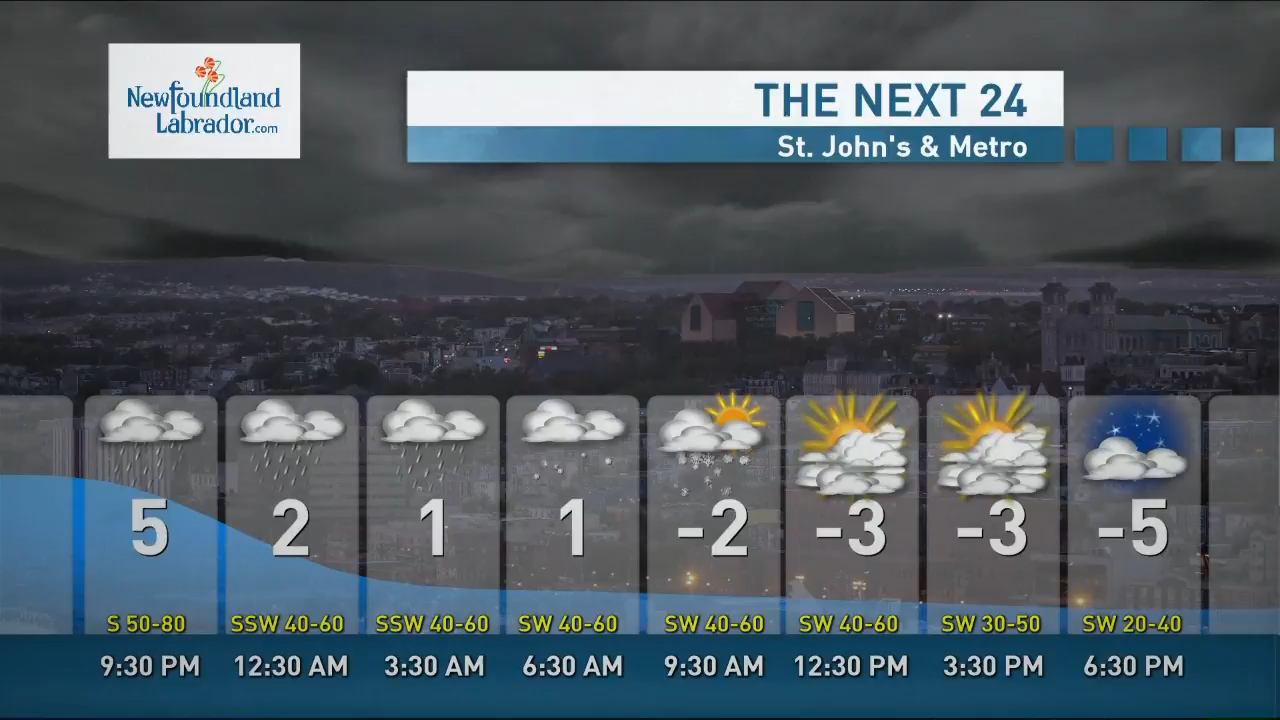 Newfoundland
Labrador.com
THE NEXT 24
St. John's & Metro
5 2 1 1 -2 -3 -3 -5
S 50-80 SSW 40-60 SSW 40-60 SW 40-60 SW 40-60 SW 40-60 SW 30-50 SW 20-40
9:30 PM 12:30 AM 3:30 AM 6:30 AM 9:30 AM 12:30 PM 3:30 PM 6:30 PM